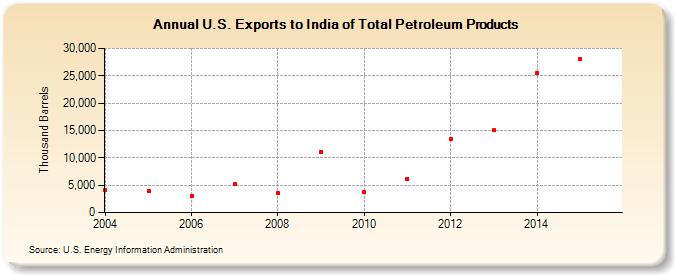 Annual U.S. Exports to India of Total Petroleum Products
Thousand Barrels
30,000
25,000
20,000
15,000
10,000
5,000
0
2004 2006 2008 2010 2012 2014
Source: U.S. Energy Information Administration